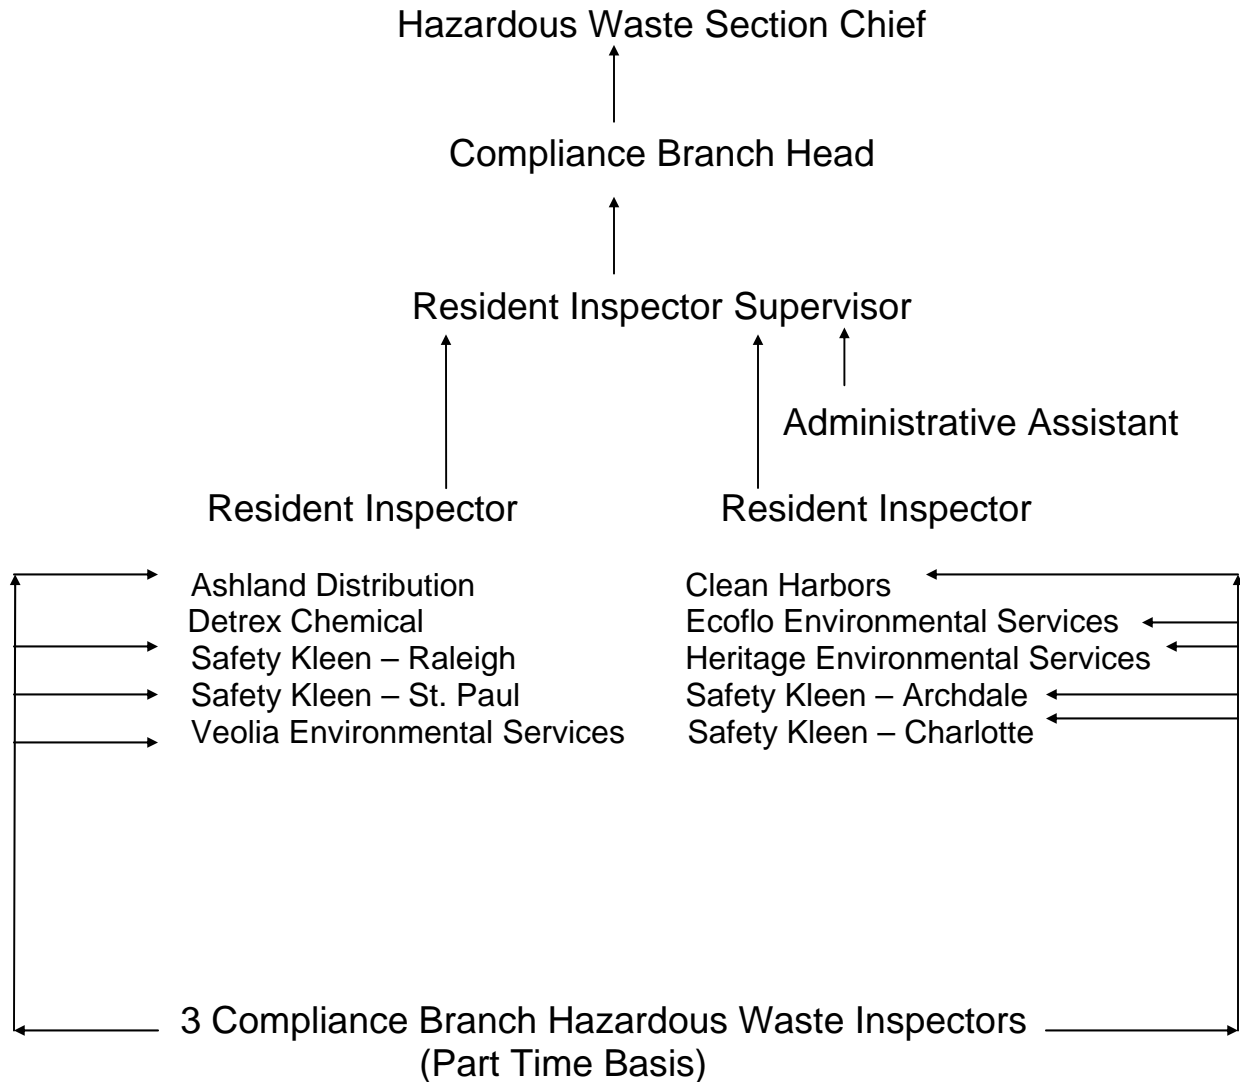 Hazardous Waste Section Chief
Compliance Branch Head
Resident Inspector Supervisor
Administrative Assistant
Resident Inspector
Ashland Distribution
Detrex Chemical
Safety Kleen – Raleigh
Safety Kleen – St. Paul
Veolia Environmental Services
Resident Inspector
Clean Harbors
Ecoflo Environmental Services
Heritage Environmental Services
Safety Kleen – Archdale
Safety Kleen – Charlotte
3 Compliance Branch Hazardous Waste Inspectors
(Part Time Basis)